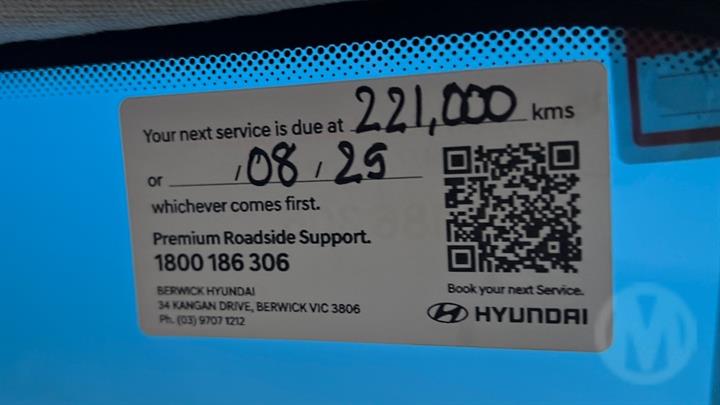 Your next service is due at 221,000 kms
or / 08 / 25
whichever comes first.
Premium Roadside Support.
1800 186 306
BERWICK HYUNDAI
34 KANGAN DRIVE, BERWICK VIC 3806
Ph. (03) 9707 1212
Book your next Service.
HYUNDAI
M